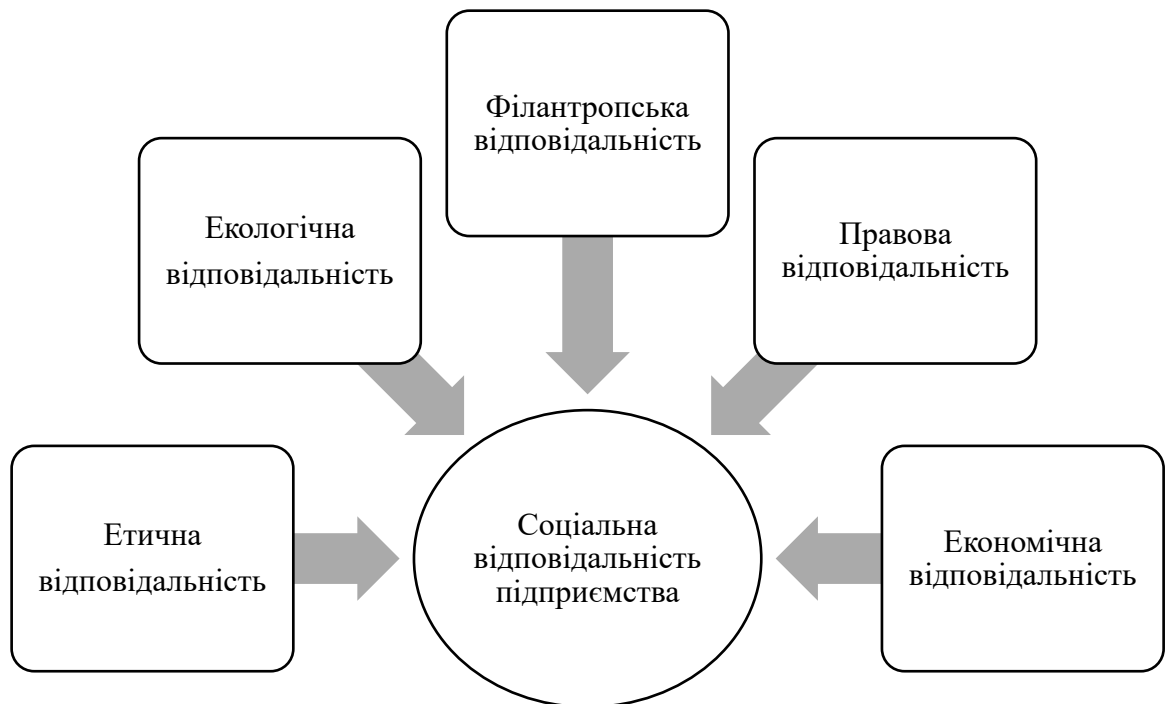 Філантропська
відповідальність
Екологічна
відповідальність
Правова
відповідальність
Етична
відповідальність
Соціальна
відповідальність
підприємства
Економічна
відповідальність